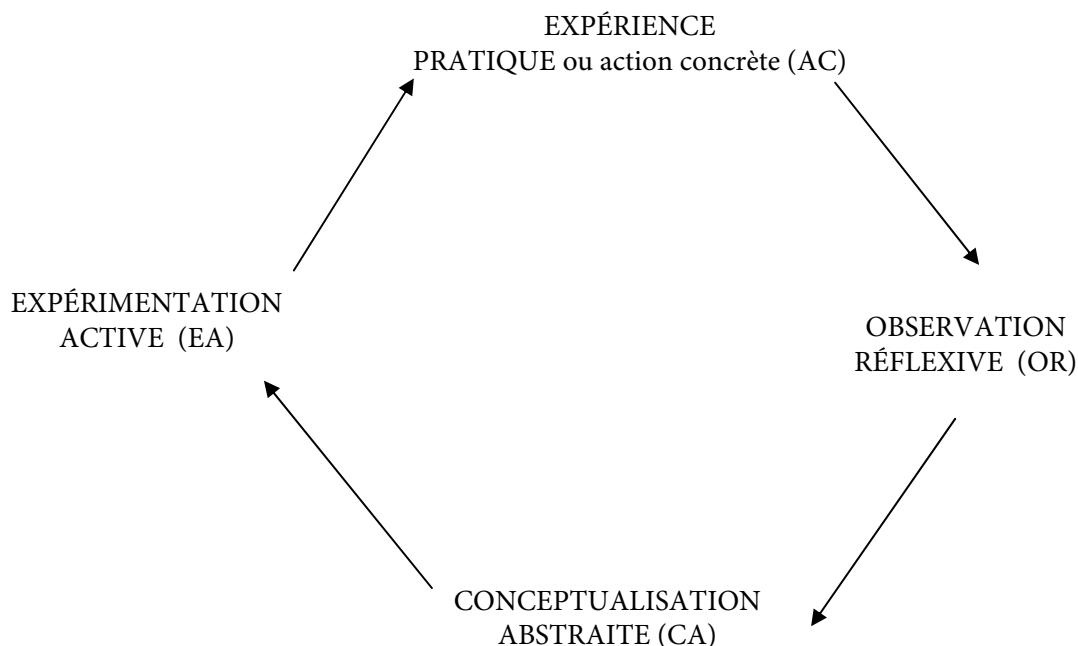 EXPÉRIENCE
PRATIQUE ou action concrète (AC)
EXPÉRIMENTATION
ACTIVE (EA)
OBSERVATION
RÉFLEXIVE (OR)
CONCEPTUALISATION
ABSTRAITE (CA)